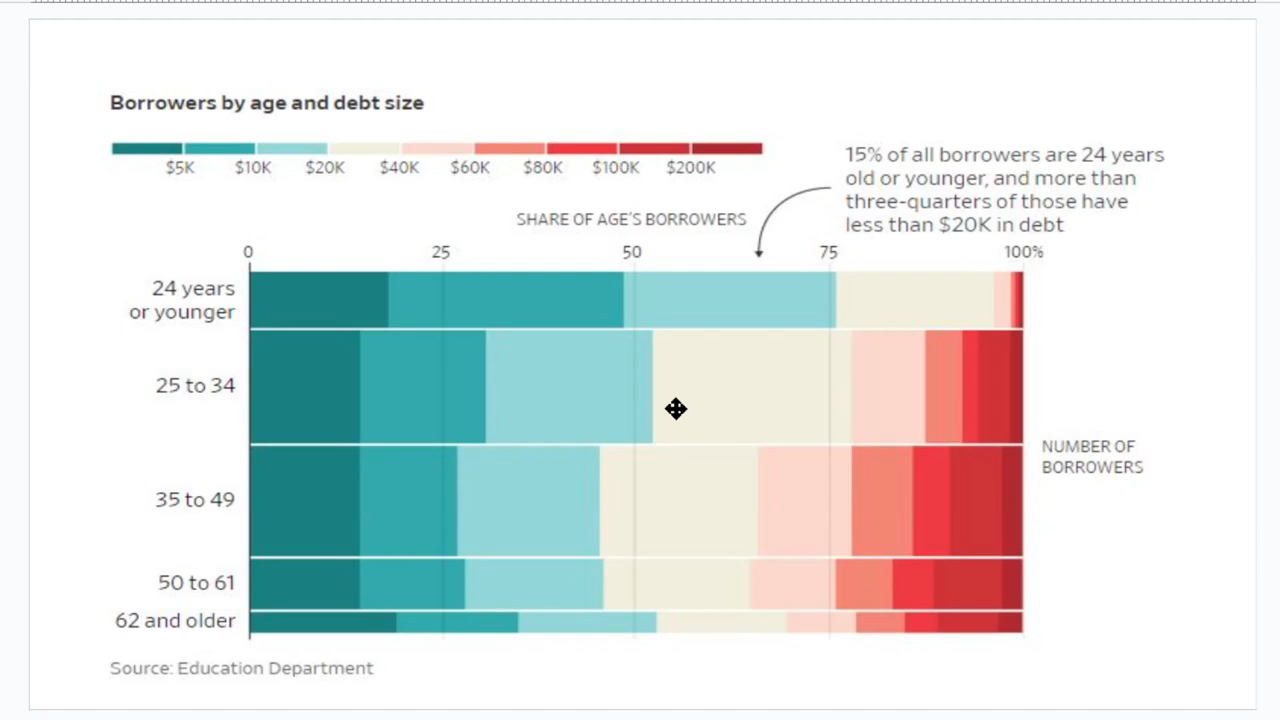 Borrowers by age and debt size
$5K $10K $20K $40K $60K $80K $100K $200K
15% of all borrowers are 24 years
old or younger, and more than
three-quarters of those have
less than $20K in debt
SHARE OF AGE'S BORROWERS
0 25 50 75 100%
24 years
or younger
25 to 34
35 to 49
50 to 61
62 and older
NUMBER OF
BORROWERS
Source: Education Department